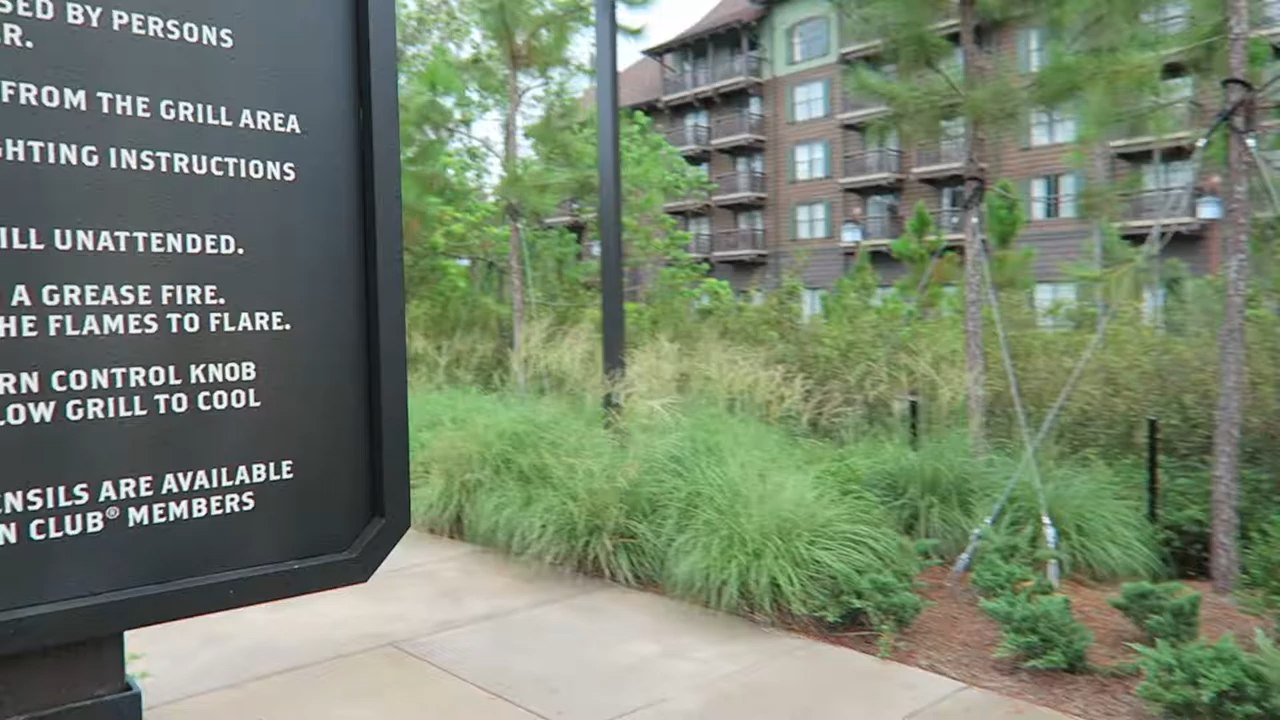 SED BY PERSONS
R.
FROM THE GRILL AREA
GHTING INSTRUCTIONS
ILL UNATTENDED.
A GREASE FIRE.
HE FLAMES TO FLARE.
RN CONTROL KNOB
LOW GRILL TO COOL
ENSILS ARE AVAILABLE
N CLUB® MEMBERS